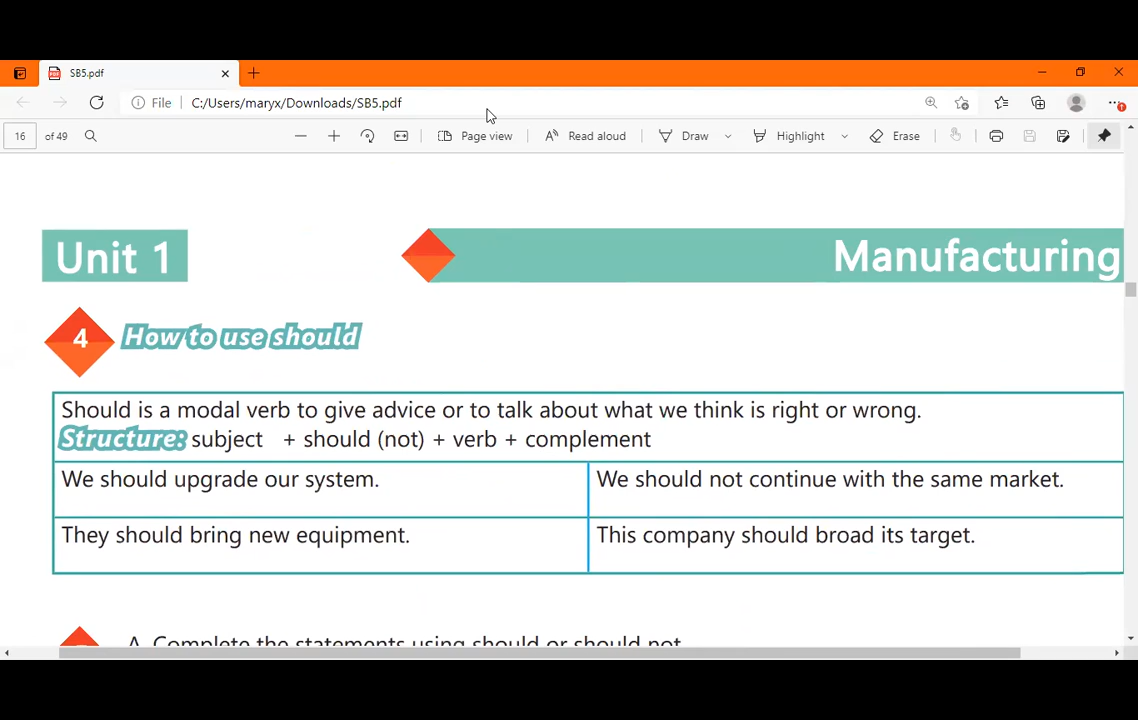 SB5.pdf
File C:/Users/maryx/Downloads/SB5.pdf
16 of 49 Page view Read aloud Draw Highlight Erase
Unit 1
Manufacturing
4 How to use should
Should is a modal verb to give advice or to talk about what we think is right or wrong.
Structure: subject + should (not) + verb + complement
We should upgrade our system. We should not continue with the same market.
They should bring new equipment. This company should broad its target.
A. Complete the statements using should or should not